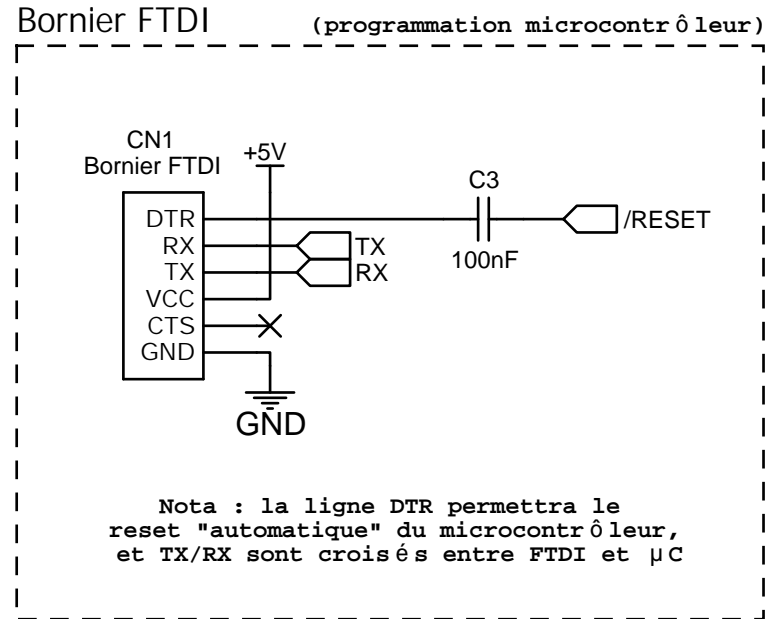 Bornier FTDI (programmation microcontrôleur)
CN1
Bornier FTDI
+5V
C3
DTR
/RESET
RX
TX
TX
RX
100nF
VCC
CTS
GND
GND
Nota : la ligne DTR permettra le
reset "automatique" du microcontrôleur,
et TX/RX sont croisés entre FTDI et µC